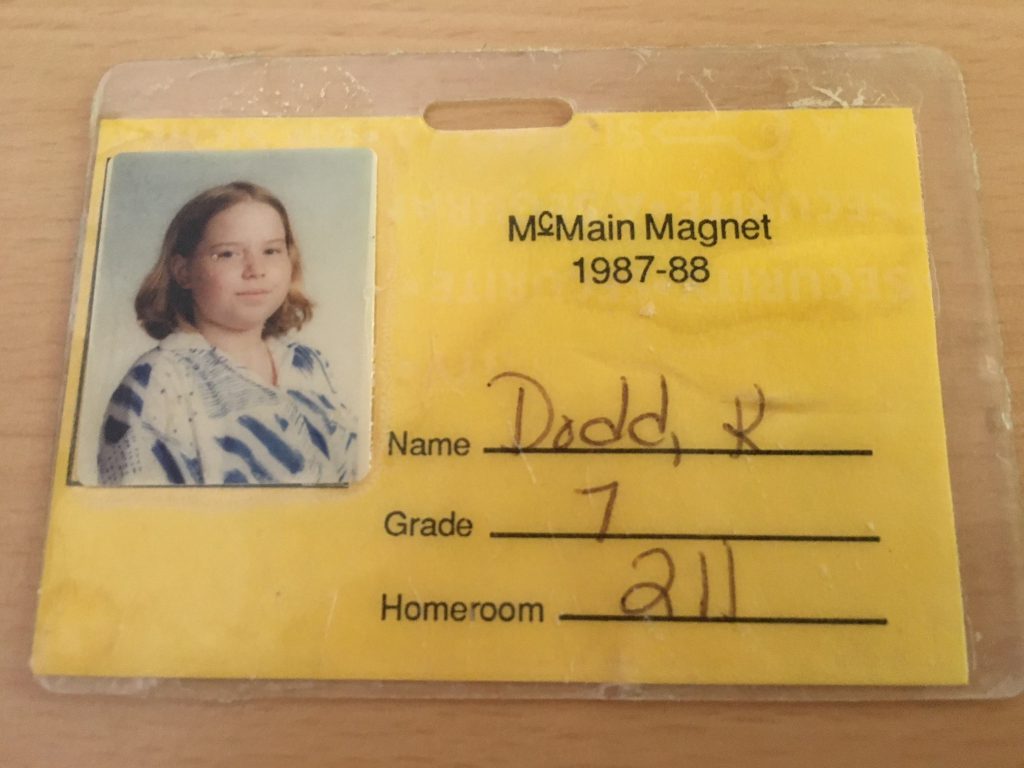 McMain Magnet
1987-88
Name Dodd, K
Grade 7
Homeroom 211